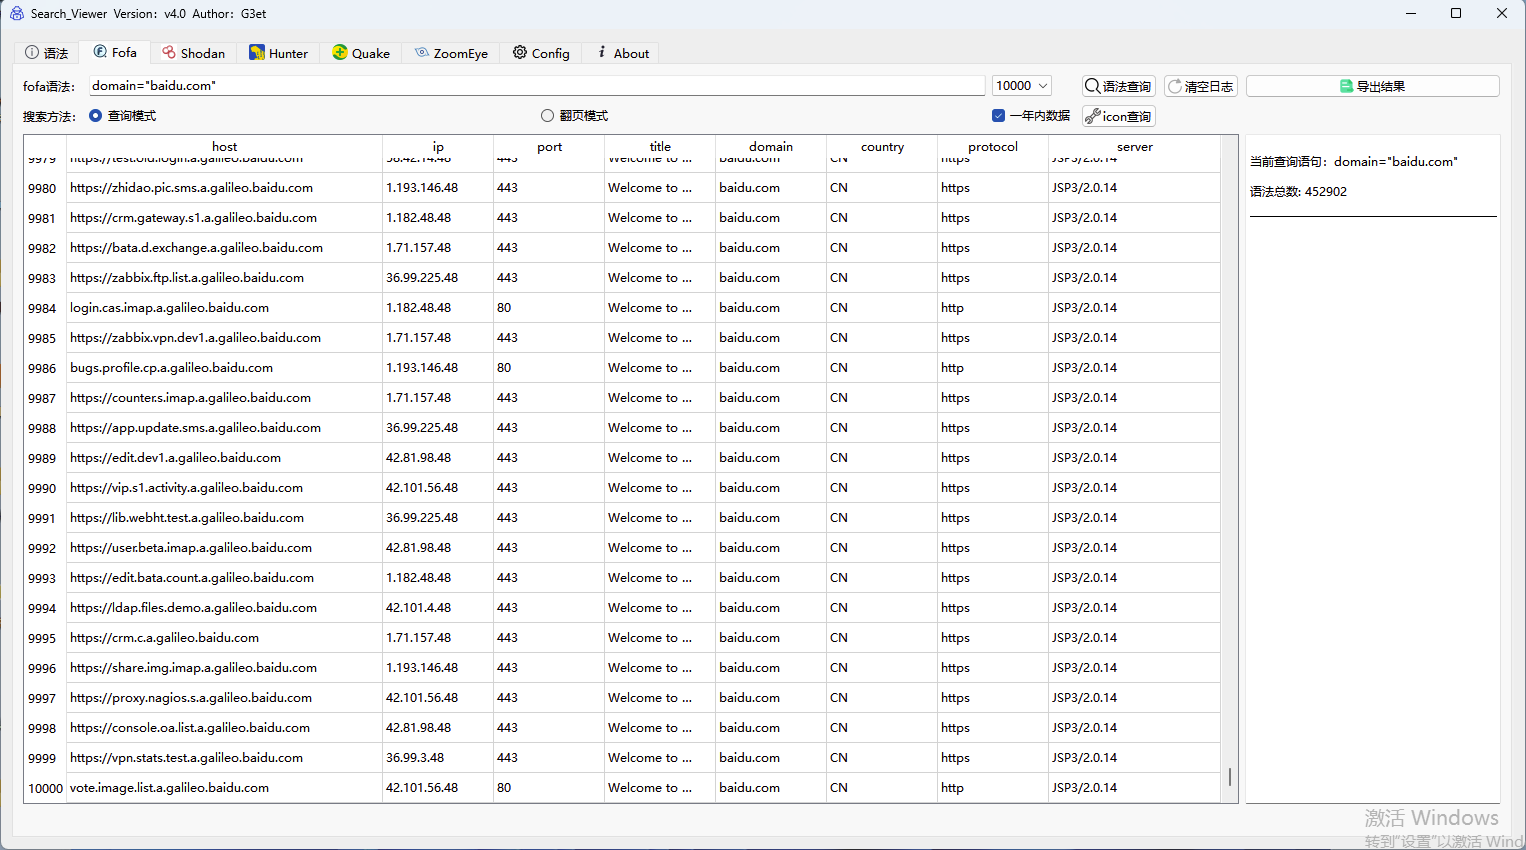 Search_Viewer Version: v4.0 Author: G3et
语法 Fofa Shodan Hunter Quake ZoomEye Config About
fofa语法: domain="baidu.com" 10000 语法查询 清空日志 导出结果
搜索方法: 查询模式 翻页模式 一年内数据 icon查询
host ip port title domain country protocol server
9979 https://test.old.login.a.galileo.baidu.com 58.42.14.48 443 Welcome to ... baidu.com CN https JSP3/2.0.14
9980 https://zhidao.pic.sms.a.galileo.baidu.com 1.193.146.48 443 Welcome to ... baidu.com CN https JSP3/2.0.14
9981 https://crm.gateway.s1.a.galileo.baidu.com 1.182.48.48 443 Welcome to ... baidu.com CN https JSP3/2.0.14
9982 https://bata.d.exchange.a.galileo.baidu.com 1.71.157.48 443 Welcome to ... baidu.com CN https JSP3/2.0.14
9983 https://zabbix.ftp.list.a.galileo.baidu.com 36.99.225.48 443 Welcome to ... baidu.com CN https JSP3/2.0.14
9984 login.cas.imap.a.galileo.baidu.com 1.182.48.48 80 Welcome to ... baidu.com CN http JSP3/2.0.14
9985 https://zabbix.vpn.dev1.a.galileo.baidu.com 1.71.157.48 443 Welcome to ... baidu.com CN https JSP3/2.0.14
9986 bugs.profile.cp.a.galileo.baidu.com 1.193.146.48 80 Welcome to ... baidu.com CN http JSP3/2.0.14
9987 https://counter.s.imap.a.galileo.baidu.com 1.71.157.48 443 Welcome to ... baidu.com CN https JSP3/2.0.14
9988 https://app.update.sms.a.galileo.baidu.com 36.99.225.48 443 Welcome to ... baidu.com CN https JSP3/2.0.14
9989 https://edit.dev1.a.galileo.baidu.com 42.81.98.48 443 Welcome to ... baidu.com CN https JSP3/2.0.14
9990 https://vip.s1.activity.a.galileo.baidu.com 42.101.56.48 443 Welcome to ... baidu.com CN https JSP3/2.0.14
9991 https://lib.webht.test.a.galileo.baidu.com 36.99.225.48 443 Welcome to ... baidu.com CN https JSP3/2.0.14
9992 https://user.beta.imap.a.galileo.baidu.com 42.81.98.48 443 Welcome to ... baidu.com CN https JSP3/2.0.14
9993 https://edit.bata.count.a.galileo.baidu.com 1.182.48.48 443 Welcome to ... baidu.com CN https JSP3/2.0.14
9994 https://ldap.files.demo.a.galileo.baidu.com 42.101.4.48 443 Welcome to ... baidu.com CN https JSP3/2.0.14
9995 https://crm.c.a.galileo.baidu.com 1.71.157.48 443 Welcome to ... baidu.com CN https JSP3/2.0.14
9996 https://share.img.imap.a.galileo.baidu.com 1.193.146.48 443 Welcome to ... baidu.com CN https JSP3/2.0.14
9997 https://proxy.nagios.s.a.galileo.baidu.com 42.101.56.48 443 Welcome to ... baidu.com CN https JSP3/2.0.14
9998 https://console.oa.list.a.galileo.baidu.com 42.81.98.48 443 Welcome to ... baidu.com CN https JSP3/2.0.14
9999 https://vpn.stats.test.a.galileo.baidu.com 36.99.3.48 443 Welcome to ... baidu.com CN https JSP3/2.0.14
10000 vote.image.list.a.galileo.baidu.com 42.101.56.48 80 Welcome to ... baidu.com CN http JSP3/2.0.14
当前查询语句: domain="baidu.com"
语法总数: 452902
激活 Windows
转到"设置"以激活 Wind